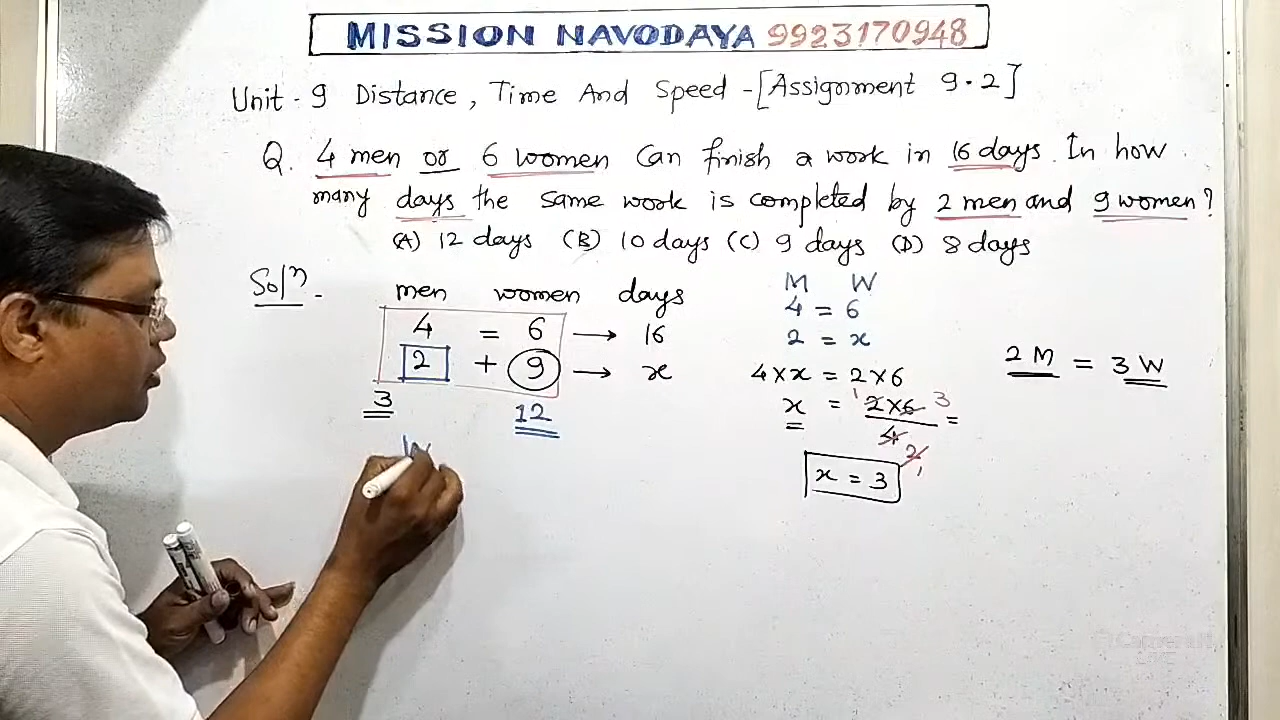 MISSION NAVODAYA 9923170948
Unit - 9 Distance, Time And Speed - [Assignment 9.2]
Q. 4 men or 6 women Can finish a work in 16 days. In how
many days the same work is completed by 2 men and 9 women?
(A) 12 days (B) 10 days (C) 9 days (D) 8 days
Solⁿ.
men women days
4 = 6 → 16
2 + 9 → x
3 12
W
M W
4 = 6
2 = x
4 × x = 2 × 6
x = 2×6 / 4 =
1 3
2
1
x = 3
2 M = 3 W